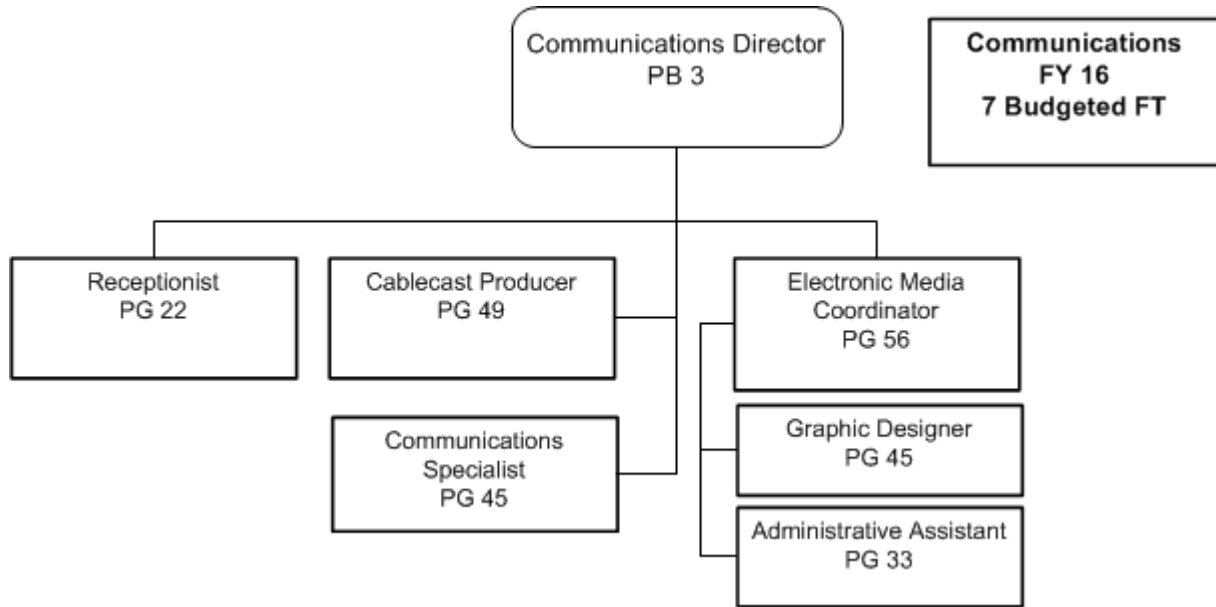 Communications Director
PB 3
Communications
FY 16
7 Budgeted FT
Receptionist
PG 22
Cablecast Producer
PG 49
Electronic Media
Coordinator
PG 56
Communications
Specialist
PG 45
Graphic Designer
PG 45
Administrative Assistant
PG 33